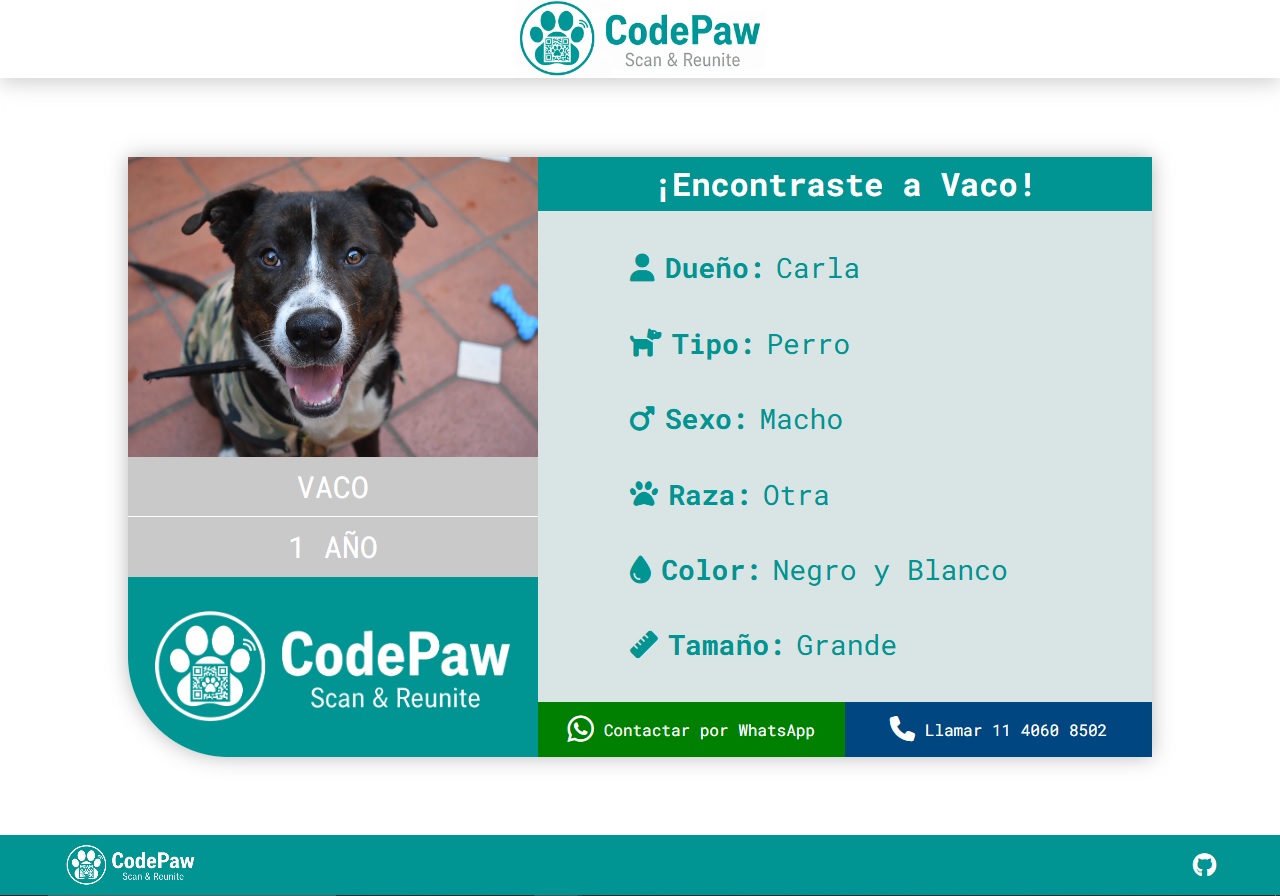 CodePaw
Scan & Reunite
¡Encontraste a Vaco!
Dueño: Carla
Tipo: Perro
Sexo: Macho
Raza: Otra
Color: Negro y Blanco
Tamaño: Grande
VACO
1 AÑO
CodePaw
Scan & Reunite
Contactar por WhatsApp
Llamar 11 4060 8502
CodePaw
Scan & Reunite